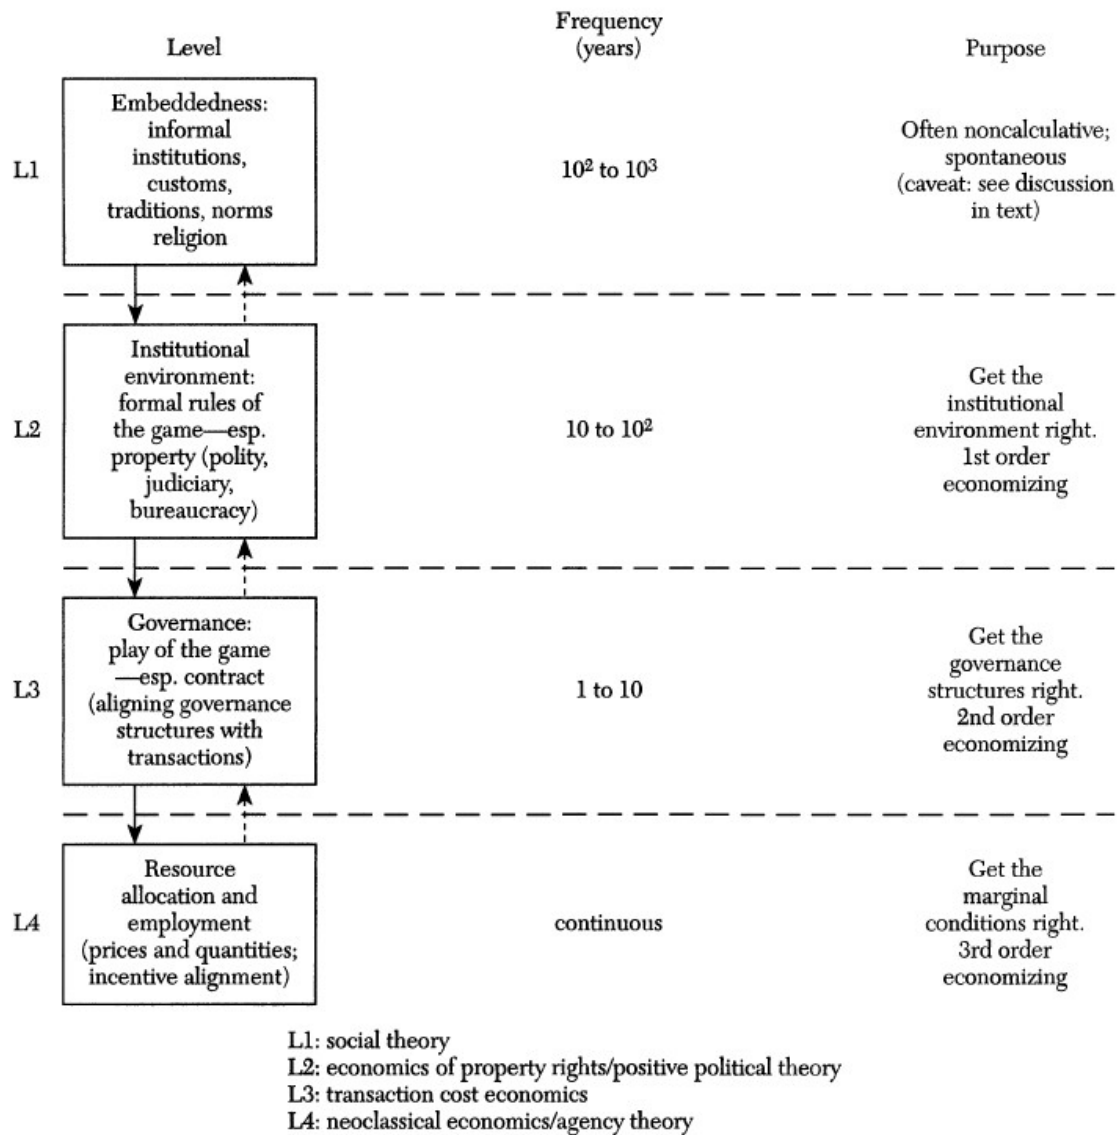 Level
Frequency
(years)
Purpose
L1
Embeddedness:
informal
institutions,
customs,
traditions, norms
religion
10² to 10³
Often noncalculative;
spontaneous
(caveat: see discussion
in text)
L2
Institutional
environment:
formal rules of
the game—esp.
property (polity,
judiciary,
bureaucracy)
10 to 10²
Get the
institutional
environment right.
1st order
economizing
L3
Governance:
play of the game
—esp. contract
(aligning governance
structures with
transactions)
1 to 10
Get the
governance
structures right.
2nd order
economizing
L4
Resource
allocation and
employment
(prices and quantities;
incentive alignment)
continuous
Get the
marginal
conditions right.
3rd order
economizing
L1: social theory
L2: economics of property rights/positive political theory
L3: transaction cost economics
L4: neoclassical economics/agency theory